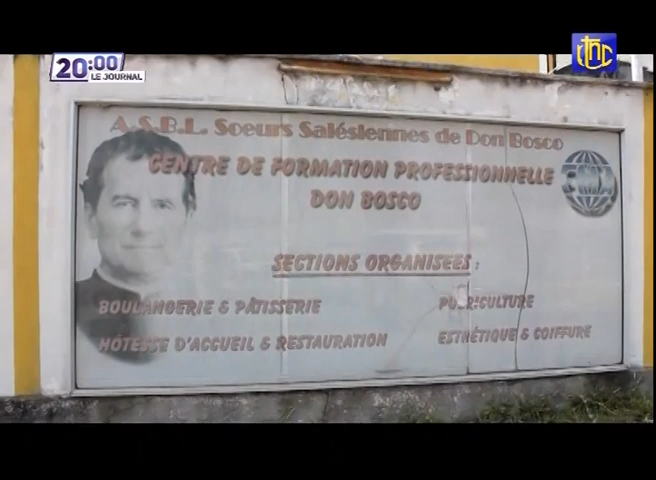 20:00
LE JOURNAL
A.S.B.L. Soeurs Salésiennes de Don Bosco
CENTRE DE FORMATION PROFESSIONNELLE
DON BOSCO
SECTIONS ORGANISEES :
BOULANGERIE & PÂTISSERIE
HÔTESSE D'ACCUEIL & RESTAURATION
ESTHÉTIQUE & COIFFURE